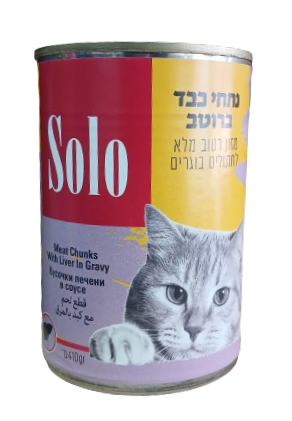 נתחי כבד
ברוטב
מזון רטוב מלא
לחתולים בוגרים
Solo
Meat Chunks
With Liver In Gravy
Кусочки печени
в соусе
قطع لحم
مع كبد بالمرق
410gr